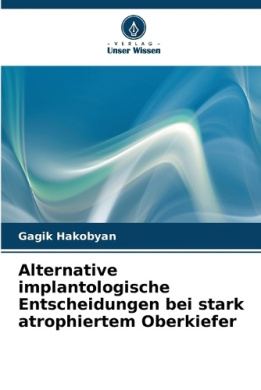 - VERLAG -
Unser Wissen
Gagik Hakobyan
Alternative
implantologische
Entscheidungen bei stark
atrophiertem Oberkiefer